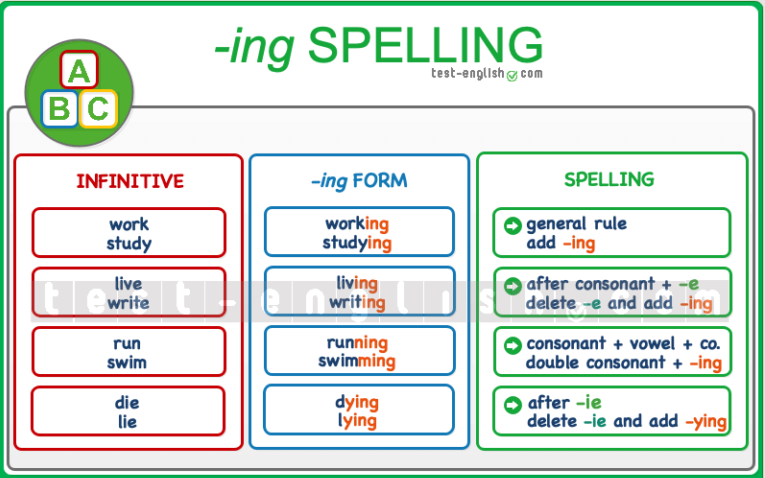 -ing SPELLING
test-english com
A
B C
INFINITIVE
work
study
live
write
run
swim
die
lie
-ing FORM
working
studying
living
writing
running
swimming
dying
lying
SPELLING
general rule
add -ing
after consonant + -e
delete -e and add -ing
consonant + vowel + co.
double consonant + -ing
after -ie
delete -ie and add -ying
test-english.com